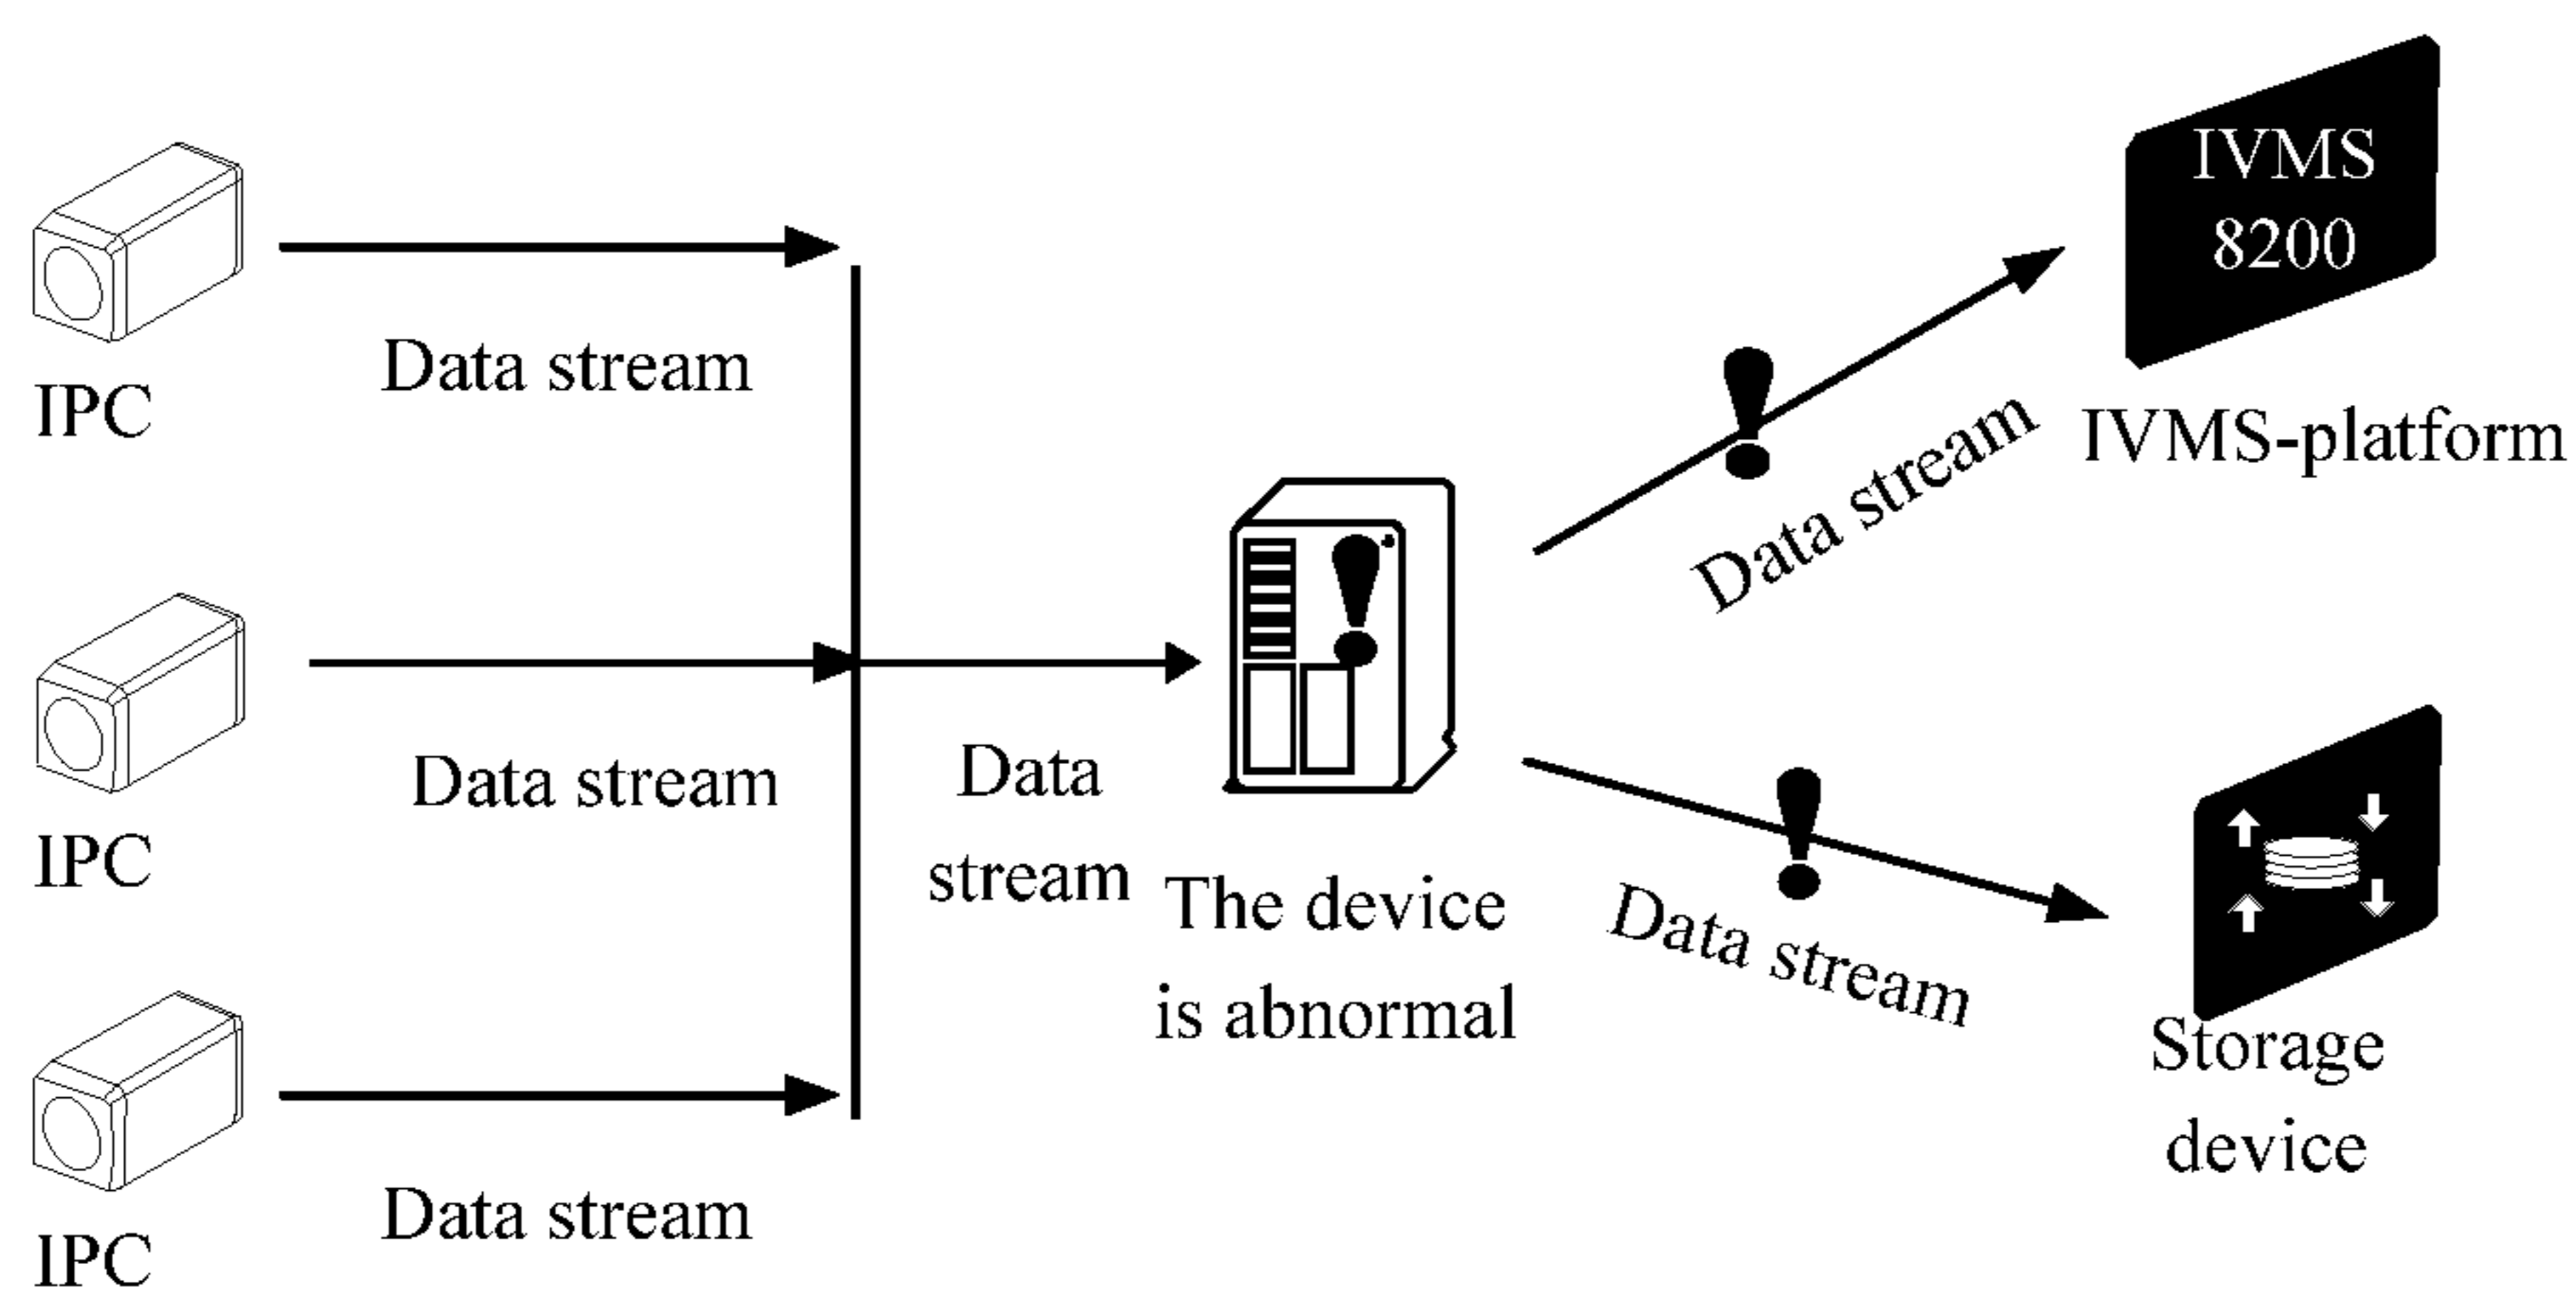 IVMS
8200
IVMS-platform
Data stream
IPC
Data stream
Data stream
IPC
Data
stream
The device
is abnormal
Data stream
Storage
device
Data stream
IPC